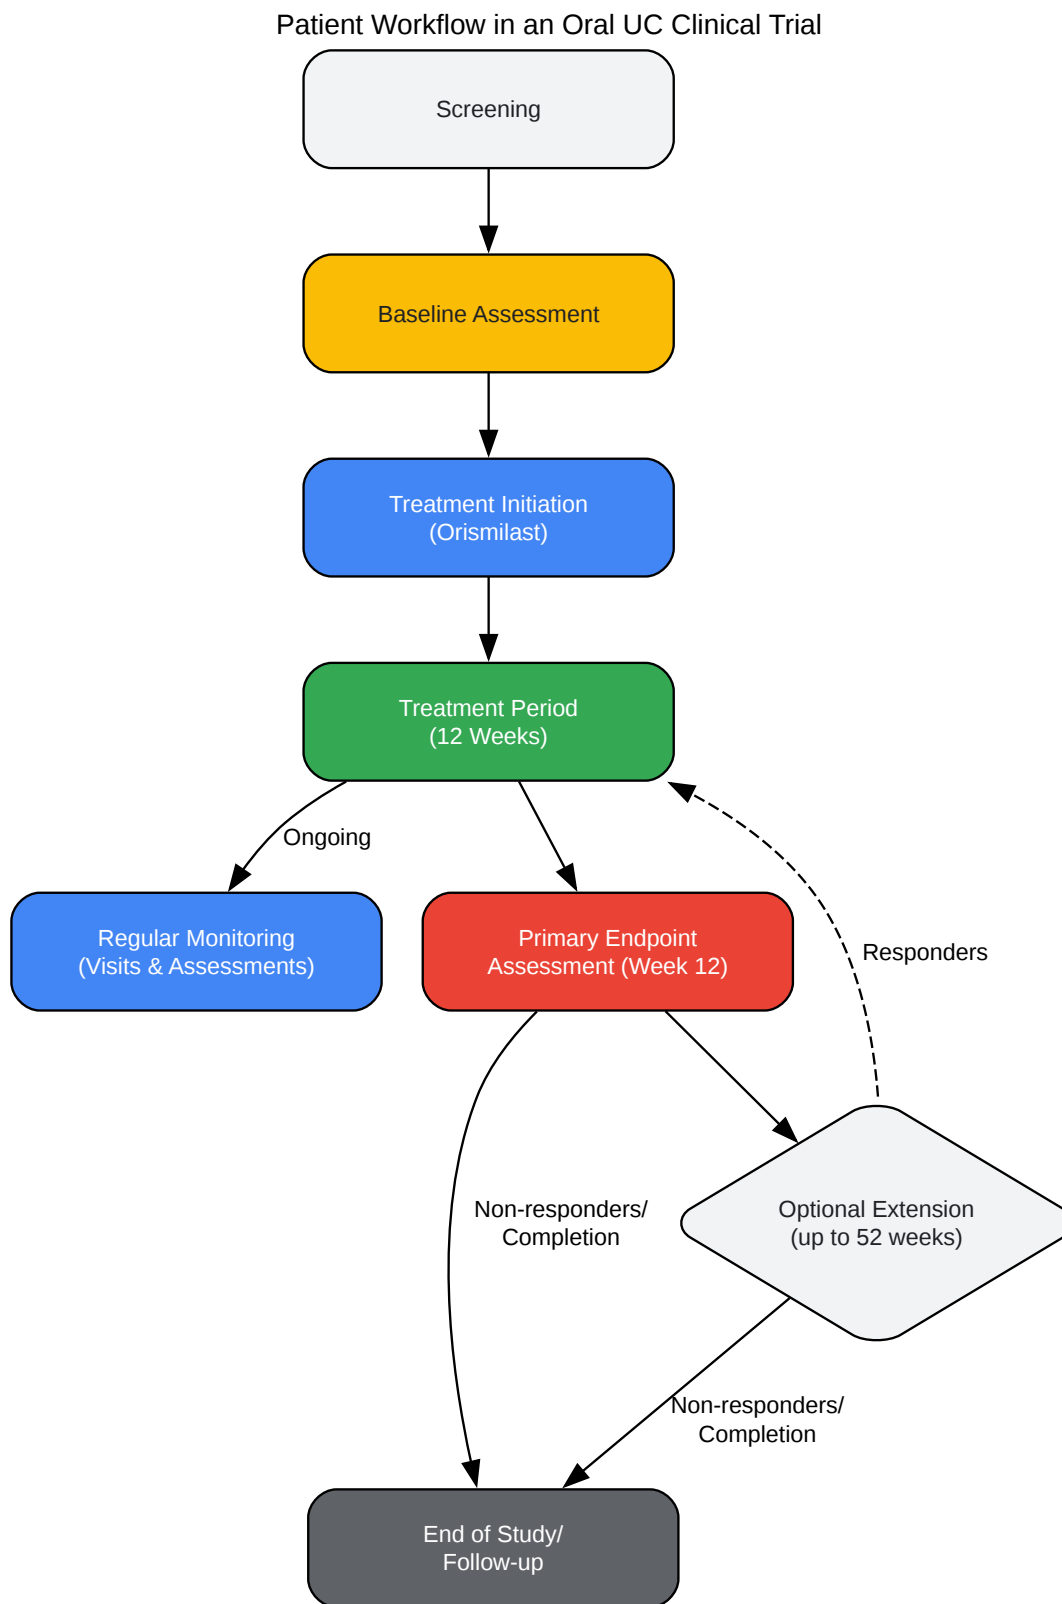 Patient Workflow in an Oral UC Clinical Trial
Screening
Baseline Assessment
Treatment Initiation
(Orismilast)
Treatment Period
(12 Weeks)
Ongoing
Regular Monitoring
(Visits & Assessments)
Primary Endpoint
Assessment (Week 12)
Responders
Non-responders/
Completion
Optional Extension
(up to 52 weeks)
Non-responders/
Completion
End of Study/
Follow-up